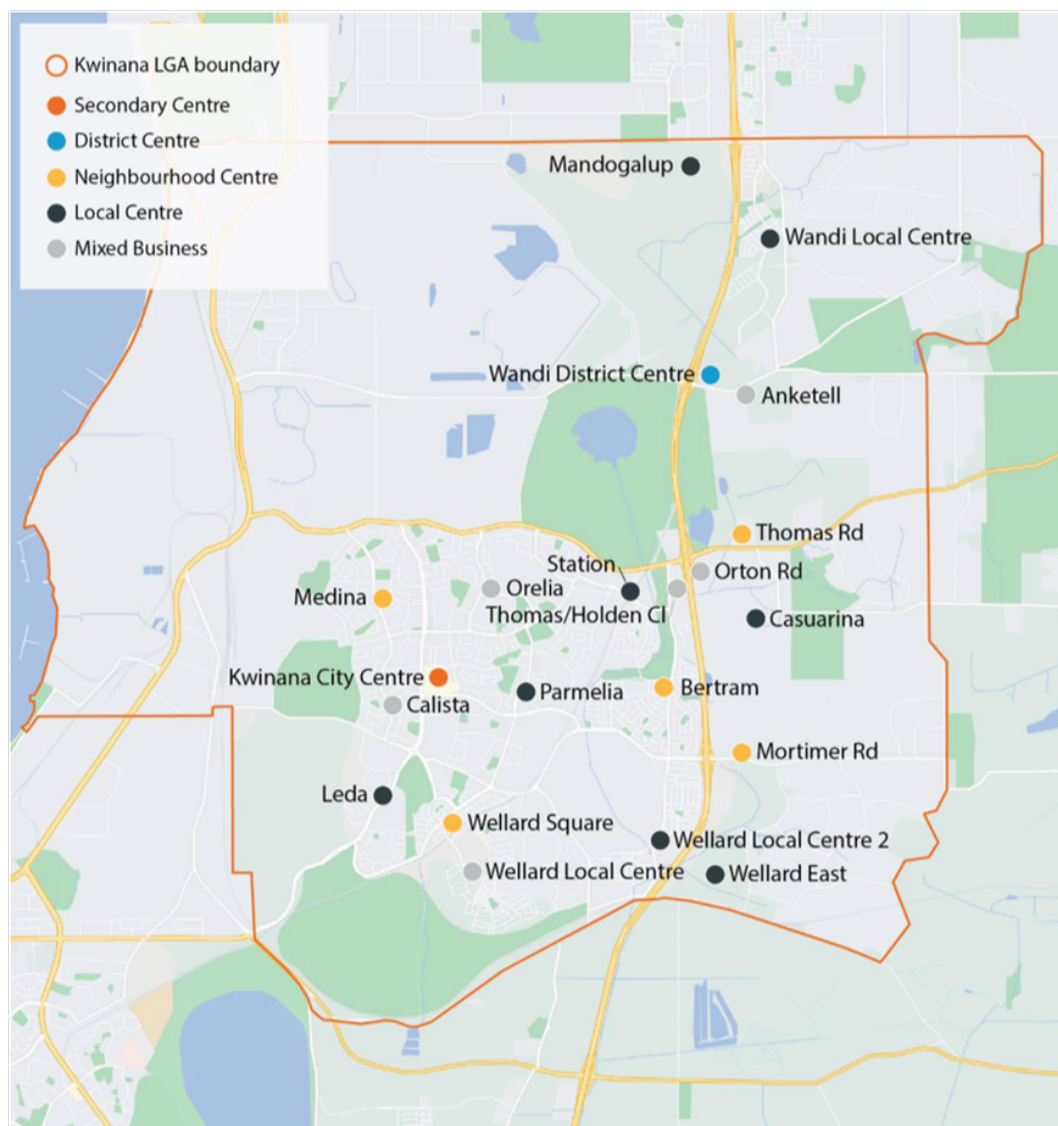 Kwinana LGA boundary
Secondary Centre
District Centre
Neighbourhood Centre
Local Centre
Mixed Business
Mandogalup
Wandi Local Centre
Wandi District Centre
Anketell
Thomas Rd
Station
Orton Rd
Orelia
Medina
Thomas/Holden Cl
Casuarina
Kwinana City Centre
Bertram
Parmelia
Calista
Mortimer Rd
Leda
Wellard Square
Wellard Local Centre 2
Wellard Local Centre
Wellard East